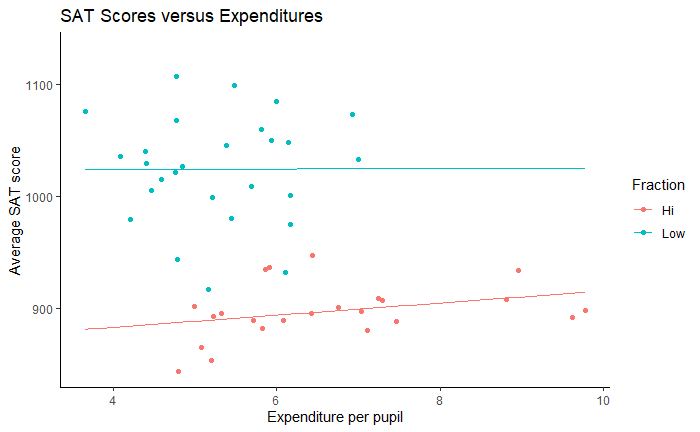 SAT Scores versus Expenditures
1100
1000
900
Average SAT score
4
6
8
10
Expenditure per pupil
Fraction
Hi
Low